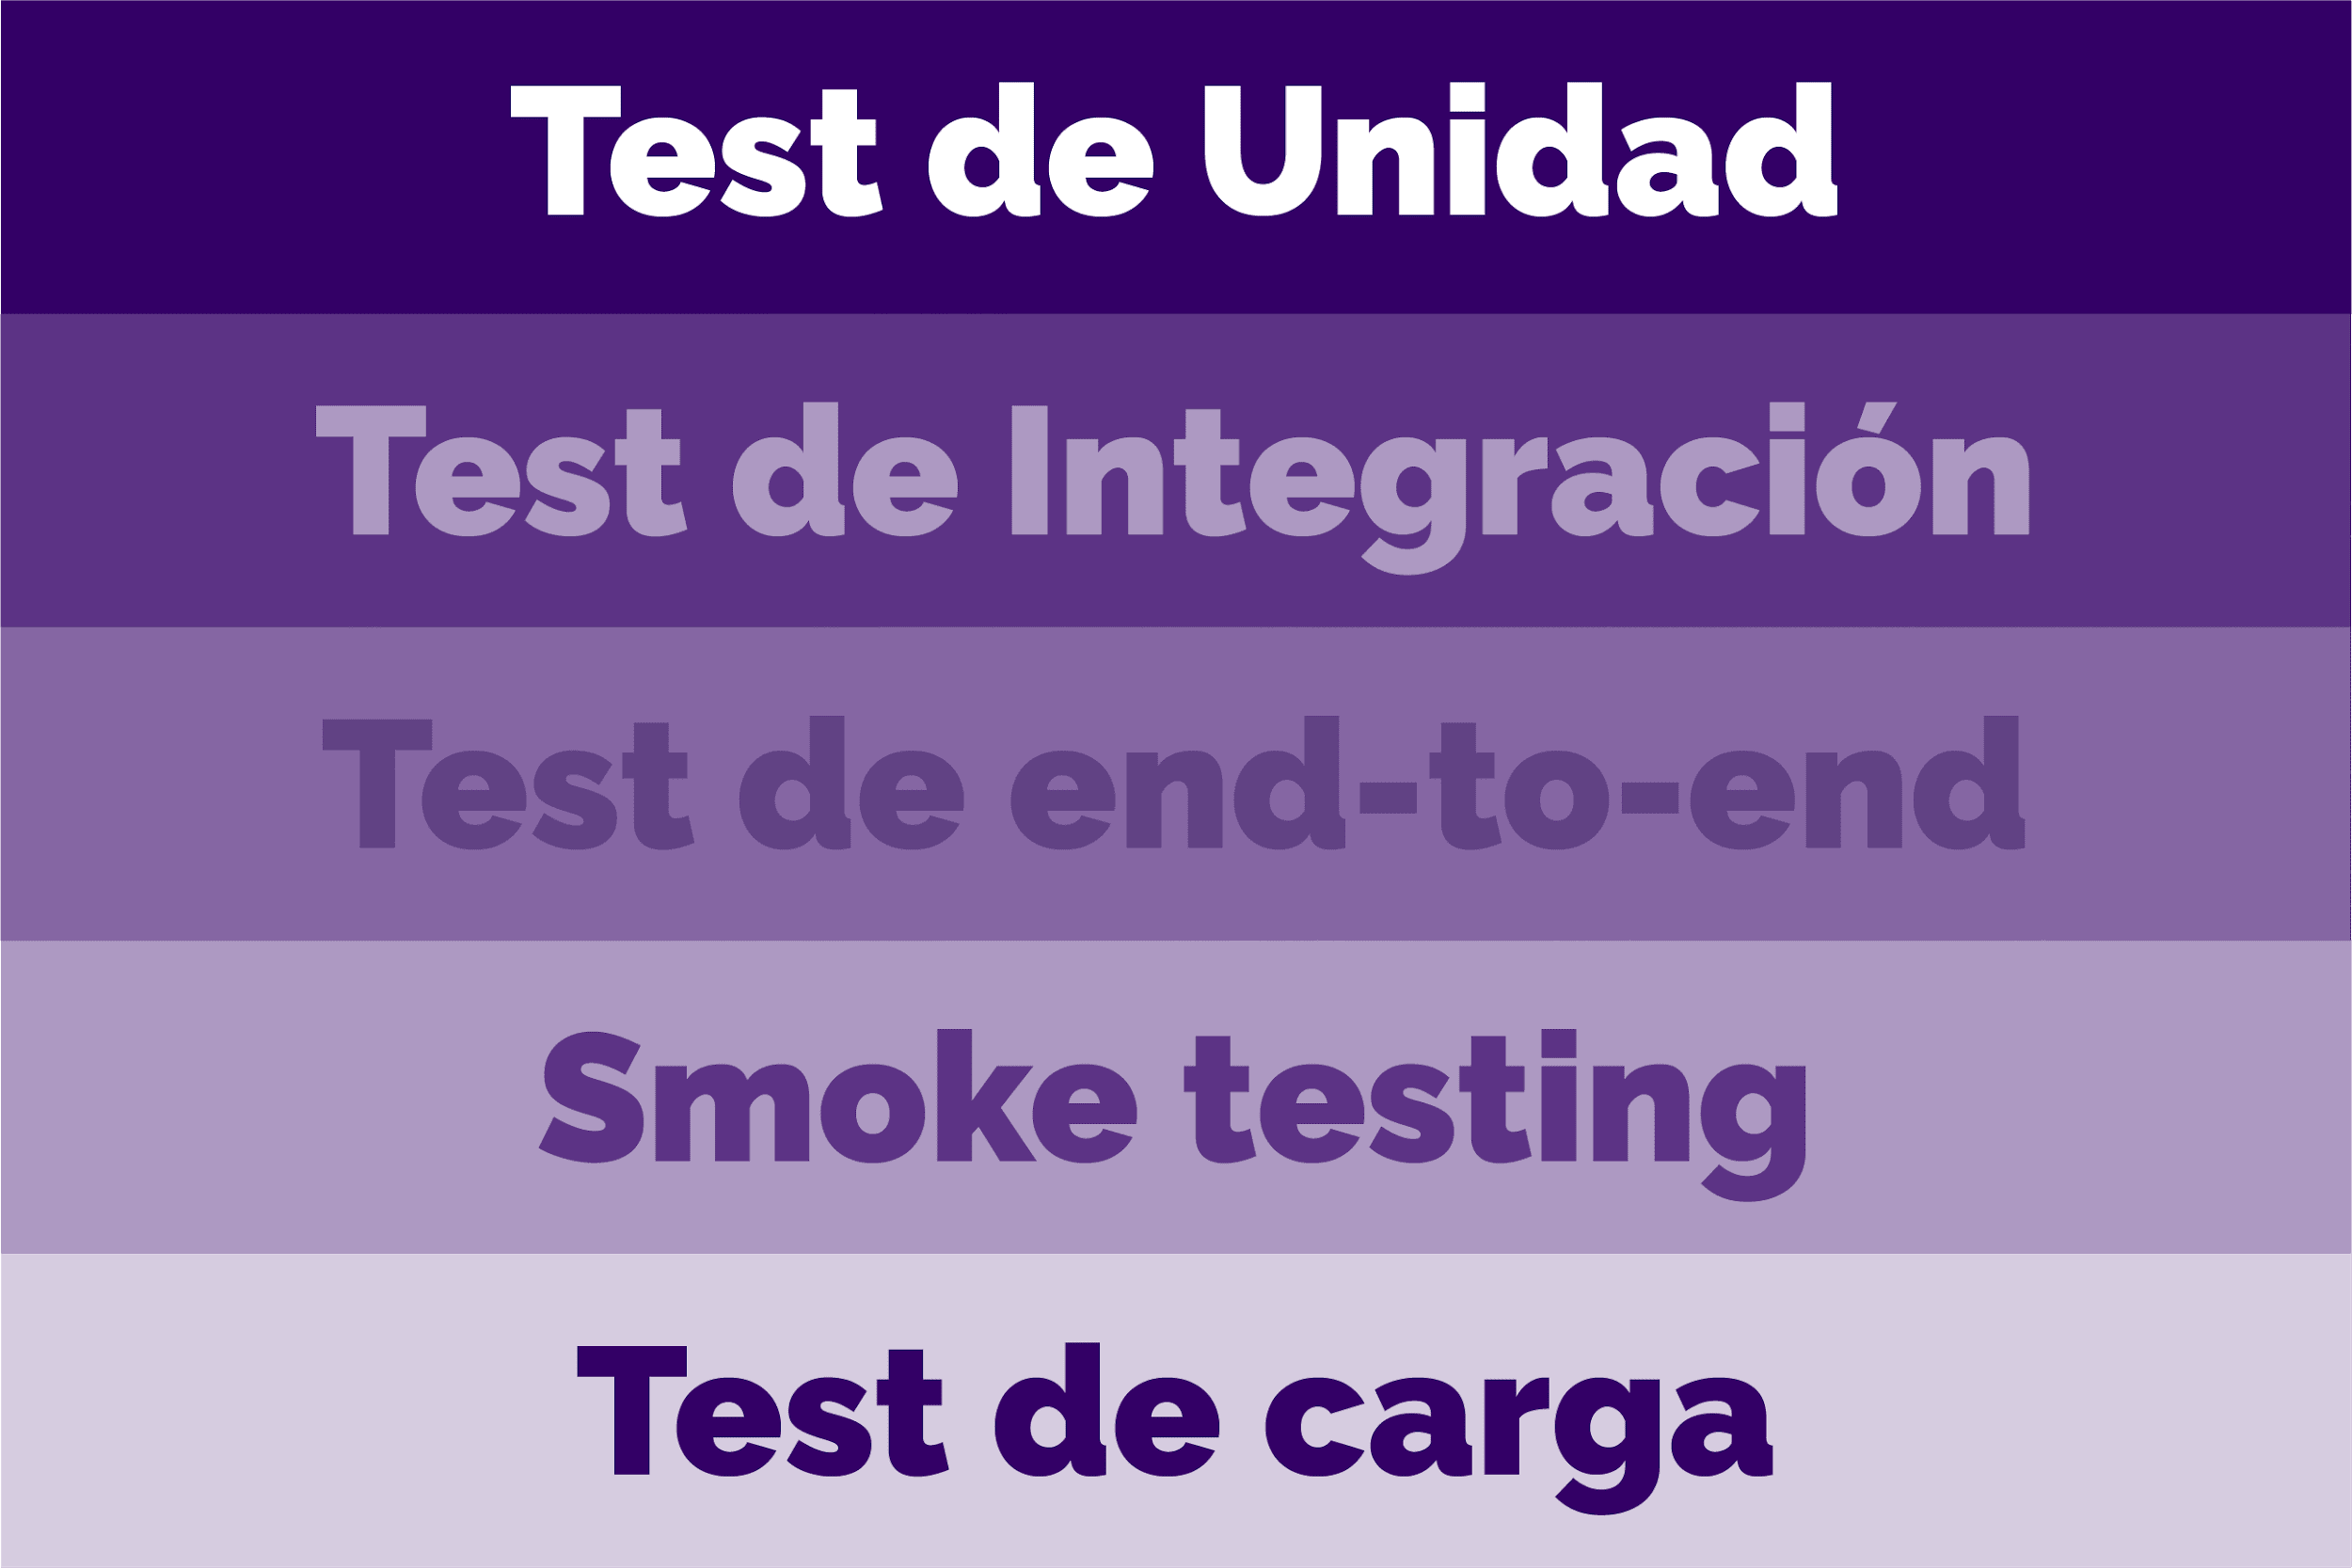 Test de Unidad
Test de Integración
Test de end-to-end
Smoke testing
Test de carga